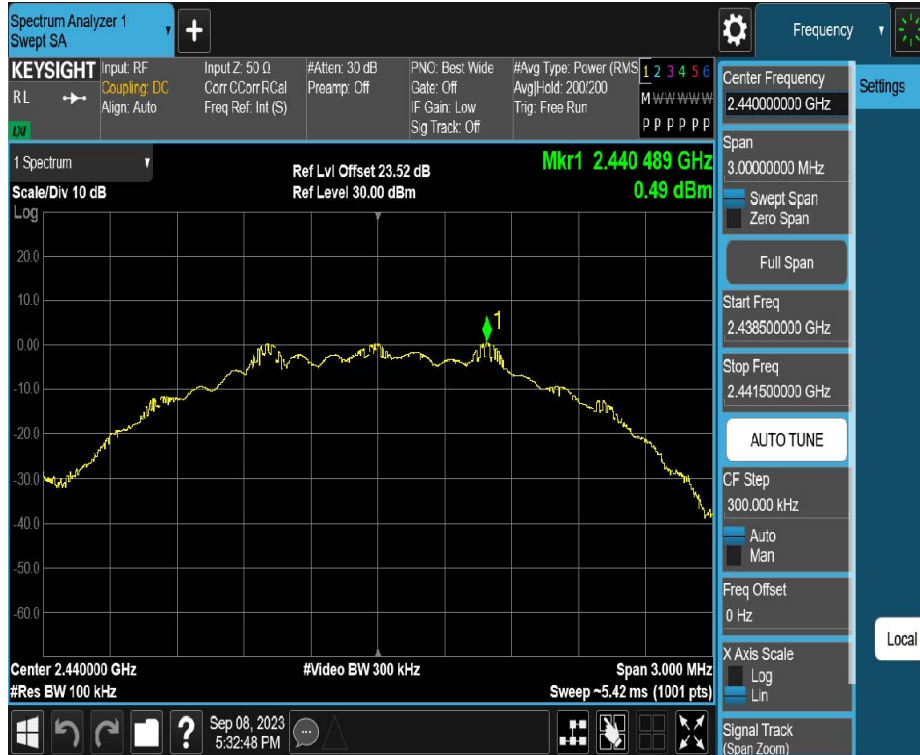 Spectrum Analyzer 1
Swept SA
+
Frequency
KEYSIGHT
RL
LXI
Input: RF
Coupling: DC
Align: Auto
Input Z: 50 Ω
Corr CCorr RCal
Freq Ref: Int (S)
#Atten: 30 dB
Preamp: Off
PNO: Best Wide
Gate: Off
IF Gain: Low
Sig Track: Off
#Avg Type: Power (RMS
Avg|Hold: 200/200
Trig: Free Run
1 2 3 4 5 6
M W W W W W
P P P P P P
1 Spectrum
Scale/Div 10 dB
Log
Ref Lvl Offset 23.52 dB
Ref Level 30.00 dBm
Mkr1 2.440 489 GHz
0.49 dBm
20.0
10.0
0.00
-10.0
-20.0
-30.0
-40.0
-50.0
-60.0
1
Center 2.440000 GHz
#Res BW 100 kHz
#Video BW 300 kHz
Span 3.000 MHz
Sweep ~5.42 ms (1001 pts)
?
Sep 08, 2023
5:32:48 PM
Center Frequency
2.440000000 GHz
Span
3.00000000 MHz
Swept Span
Zero Span
Full Span
Start Freq
2.438500000 GHz
Stop Freq
2.441500000 GHz
AUTO TUNE
CF Step
300.000 kHz
Auto
Man
Freq Offset
0 Hz
X Axis Scale
Log
Lin
Signal Track
(Span Zoom)
Settings
Local